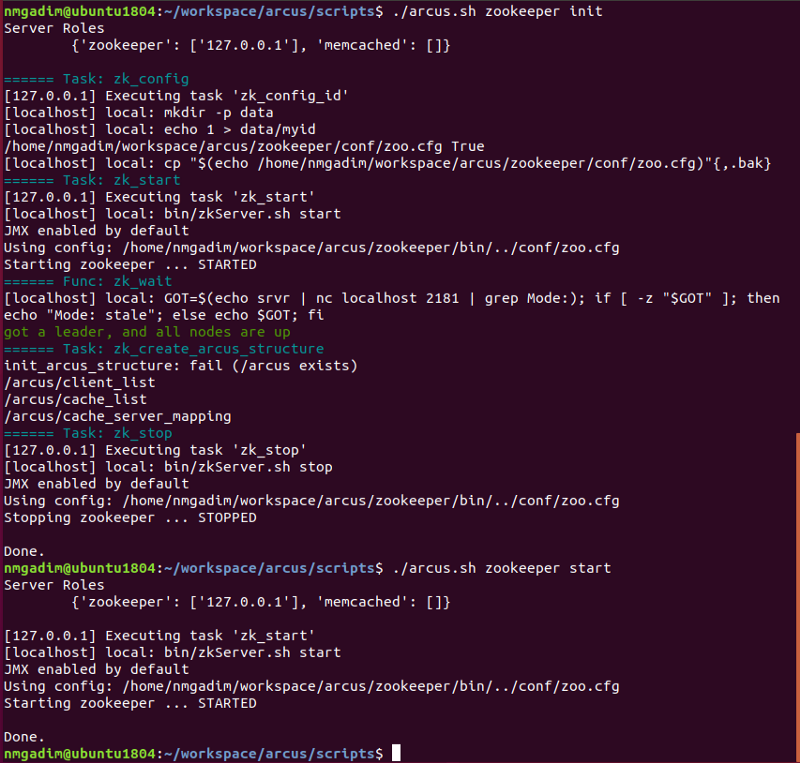 nmgadim@ubuntu1804:~/workspace/arcus/scripts$ ./arcus.sh zookeeper init
Server Roles
        {'zookeeper': ['127.0.0.1'], 'memcached': []}

====== Task: zk_config
[127.0.0.1] Executing task 'zk_config_id'
[localhost] local: mkdir -p data
[localhost] local: echo 1 > data/myid
/home/nmgadim/workspace/arcus/zookeeper/conf/zoo.cfg True
[localhost] local: cp "$(echo /home/nmgadim/workspace/arcus/zookeeper/conf/zoo.cfg)"{,.bak}
====== Task: zk_start
[127.0.0.1] Executing task 'zk_start'
[localhost] local: bin/zkServer.sh start
JMX enabled by default
Using config: /home/nmgadim/workspace/arcus/zookeeper/bin/../conf/zoo.cfg
Starting zookeeper ... STARTED
====== Func: zk_wait
[localhost] local: GOT=$(echo srvr | nc localhost 2181 | grep Mode:); if [ -z "$GOT" ]; then
echo "Mode: stale"; else echo $GOT; fi
got a leader, and all nodes are up
====== Task: zk_create_arcus_structure
init_arcus_structure: fail (/arcus exists)
/arcus/client_list
/arcus/cache_list
/arcus/cache_server_mapping
====== Task: zk_stop
[127.0.0.1] Executing task 'zk_stop'
[localhost] local: bin/zkServer.sh stop
JMX enabled by default
Using config: /home/nmgadim/workspace/arcus/zookeeper/bin/../conf/zoo.cfg
Stopping zookeeper ... STOPPED

Done.
nmgadim@ubuntu1804:~/workspace/arcus/scripts$ ./arcus.sh zookeeper start
Server Roles
        {'zookeeper': ['127.0.0.1'], 'memcached': []}

[127.0.0.1] Executing task 'zk_start'
[localhost] local: bin/zkServer.sh start
JMX enabled by default
Using config: /home/nmgadim/workspace/arcus/zookeeper/bin/../conf/zoo.cfg
Starting zookeeper ... STARTED

Done.
nmgadim@ubuntu1804:~/workspace/arcus/scripts$